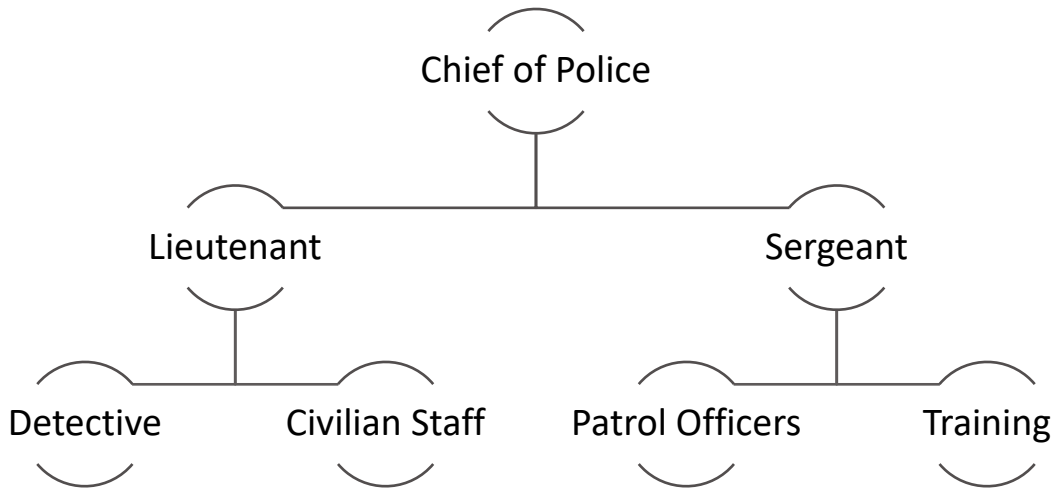 Chief of Police
Lieutenant
Sergeant
Detective
Civilian Staff
Patrol Officers
Training